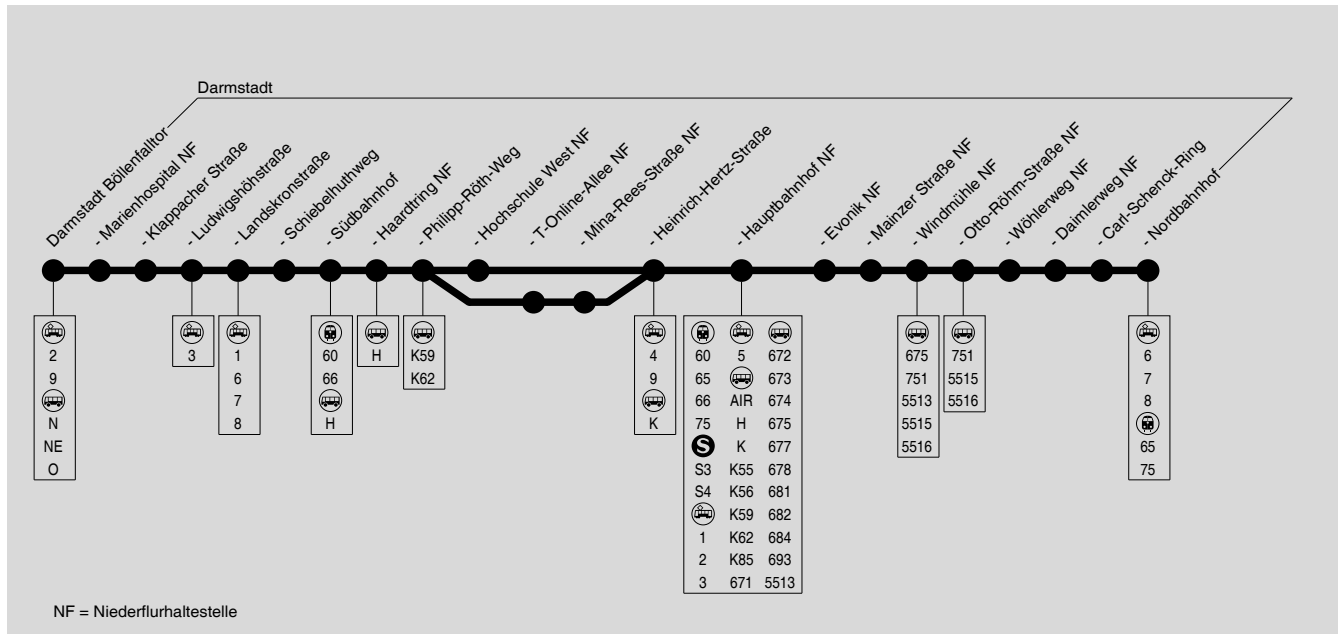 Darmstadt
Darmstadt Böllenfalltor
- Marienhospital NF
- Klappacher Straße
- Ludwigshöhstraße
- Landskronstraße
- Schiebelhuthweg
- Südbahnhof
- Haardtring NF
- Philipp-Röth-Weg
- Hochschule West NF
- T-Online-Allee NF
- Mina-Rees-Straße NF
- Heinrich-Hertz-Straße
- Hauptbahnhof NF
- Evonik NF
- Mainzer Straße NF
- Windmühle NF
- Otto-Röhm-Straße NF
- Wöhlerweg NF
- Daimlerweg NF
- Carl-Schenck-Ring
- Nordbahnhof
2
9
N
NE
O
3
1
6
7
8
60
66
H
H
K59
K62
4
9
K
60
65
66
75
S
S3
S4
1
2
3
5
AIR
H
K
K55
K56
K59
K62
K85
671
672
673
674
675
677
678
681
682
684
693
5513
675
751
5513
5515
5516
751
5515
5516
6
7
8
65
75
NF = Niederflurhaltestelle